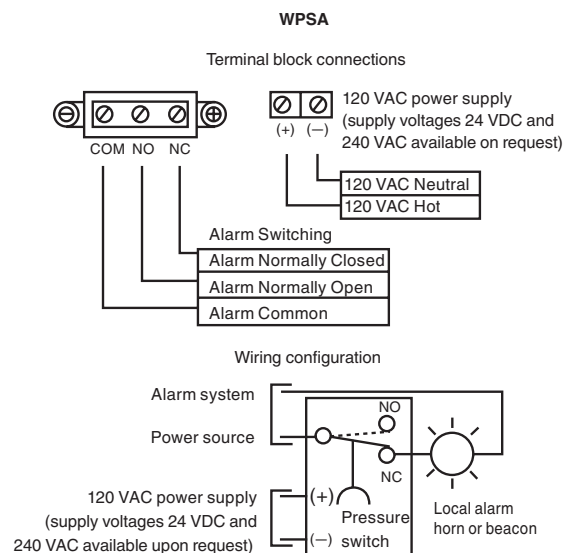 WPSA
Terminal block connections
COM NO NC
(+) (—)
120 VAC power supply
(supply voltages 24 VDC and
240 VAC available on request)
120 VAC Neutral
120 VAC Hot
Alarm Switching
Alarm Normally Closed
Alarm Normally Open
Alarm Common
Wiring configuration
Alarm system
Power source
NO
NC
120 VAC power supply
(supply voltages 24 VDC and
240 VAC available upon request)
(+)
(—)
Pressure
switch
Local alarm
horn or beacon